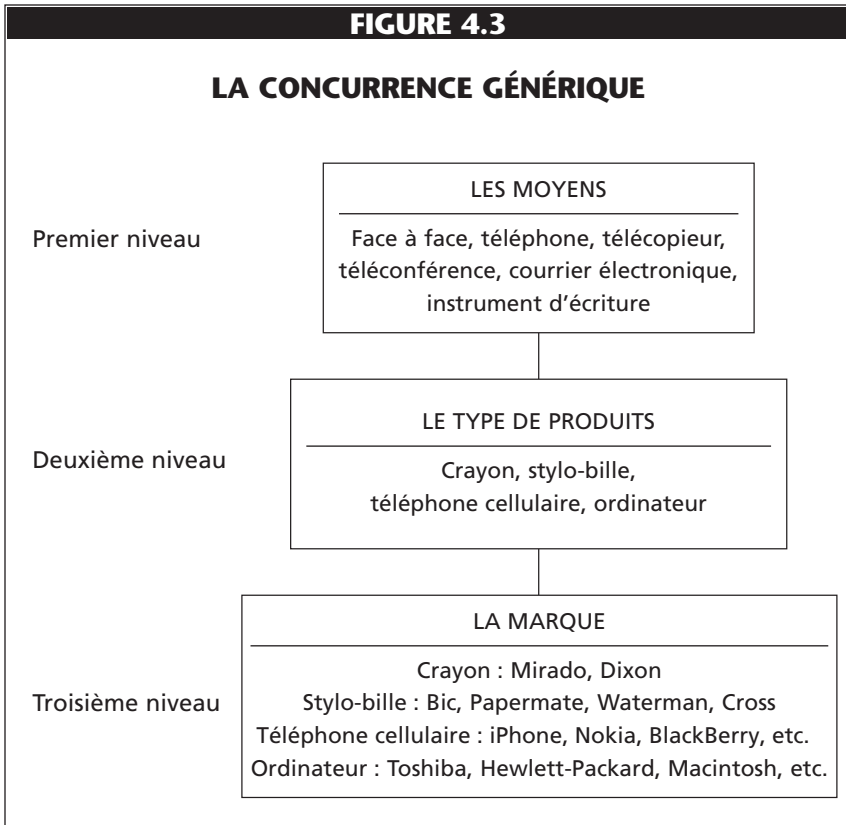 FIGURE 4.3
LA CONCURRENCE GÉNÉRIQUE
Premier niveau
LES MOYENS
Face à face, téléphone, télécopieur,
téléconférence, courrier électronique,
instrument d’écriture
Deuxième niveau
LE TYPE DE PRODUITS
Crayon, stylo-bille,
téléphone cellulaire, ordinateur
Troisième niveau
LA MARQUE
Crayon : Mirado, Dixon
Stylo-bille : Bic, Papermate, Waterman, Cross
Téléphone cellulaire : iPhone, Nokia, BlackBerry, etc.
Ordinateur : Toshiba, Hewlett-Packard, Macintosh, etc.